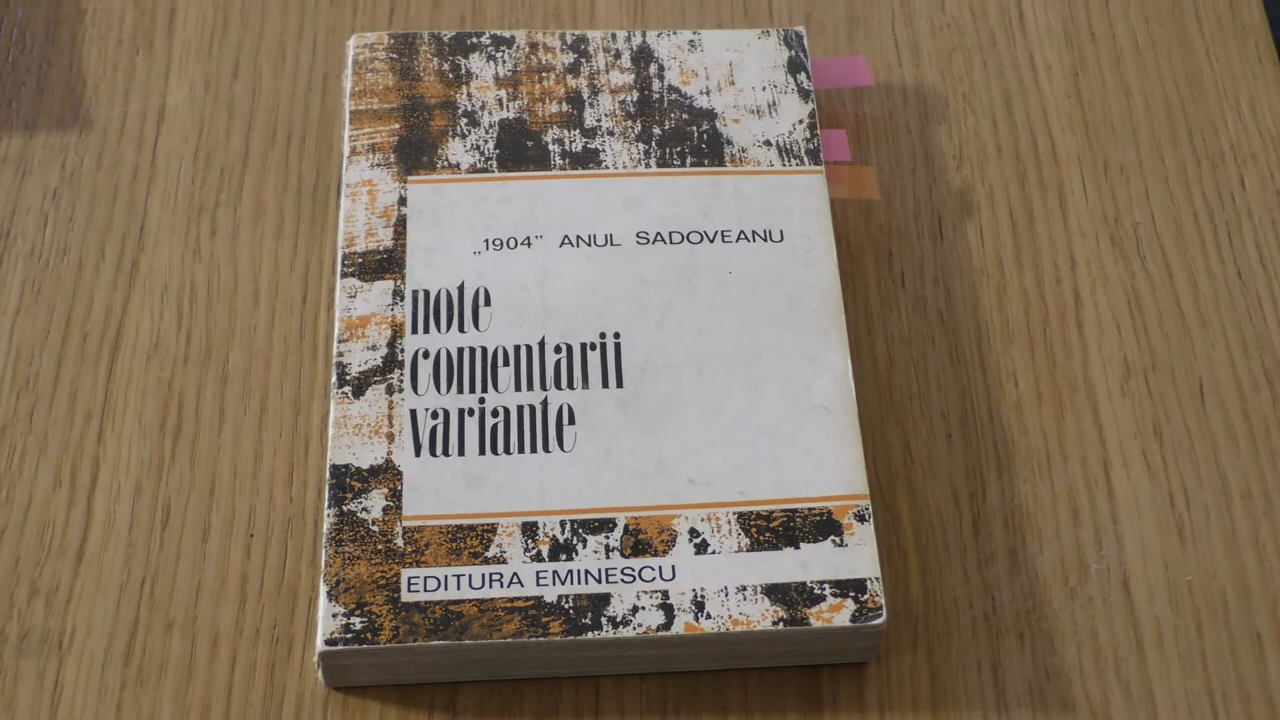 „1904” ANUL SADOVEANU
note
comentarii
variante
EDITURA EMINESCU